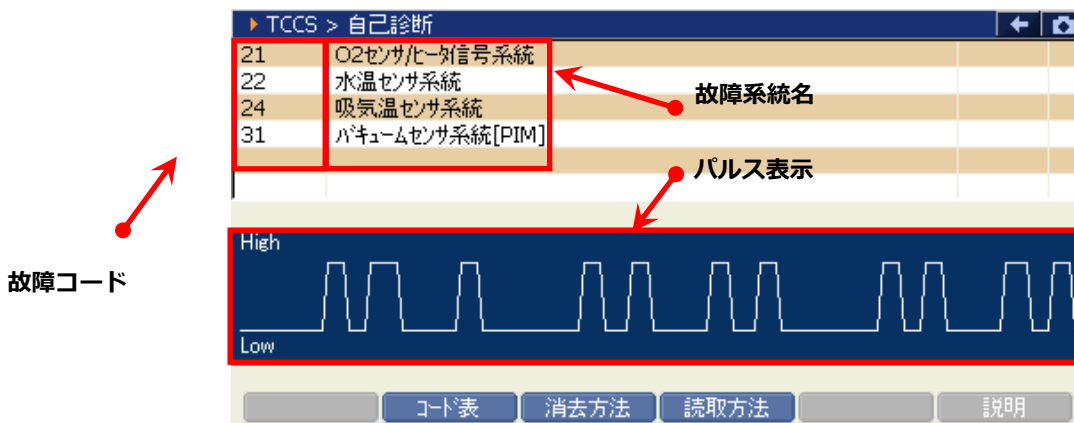 TCCS > 自己診断
21 O2ｾﾝｻ/ﾋｰﾀ信号系統
22 水温ｾﾝｻ系統
24 吸気温ｾﾝｻ系統
31 ﾊﾞｷｭｰﾑｾﾝｻ系統[PIM]
故障系統名
パルス表示
故障コード
High
Low
ｺｰﾄﾞ表 消去方法 読取方法 説明